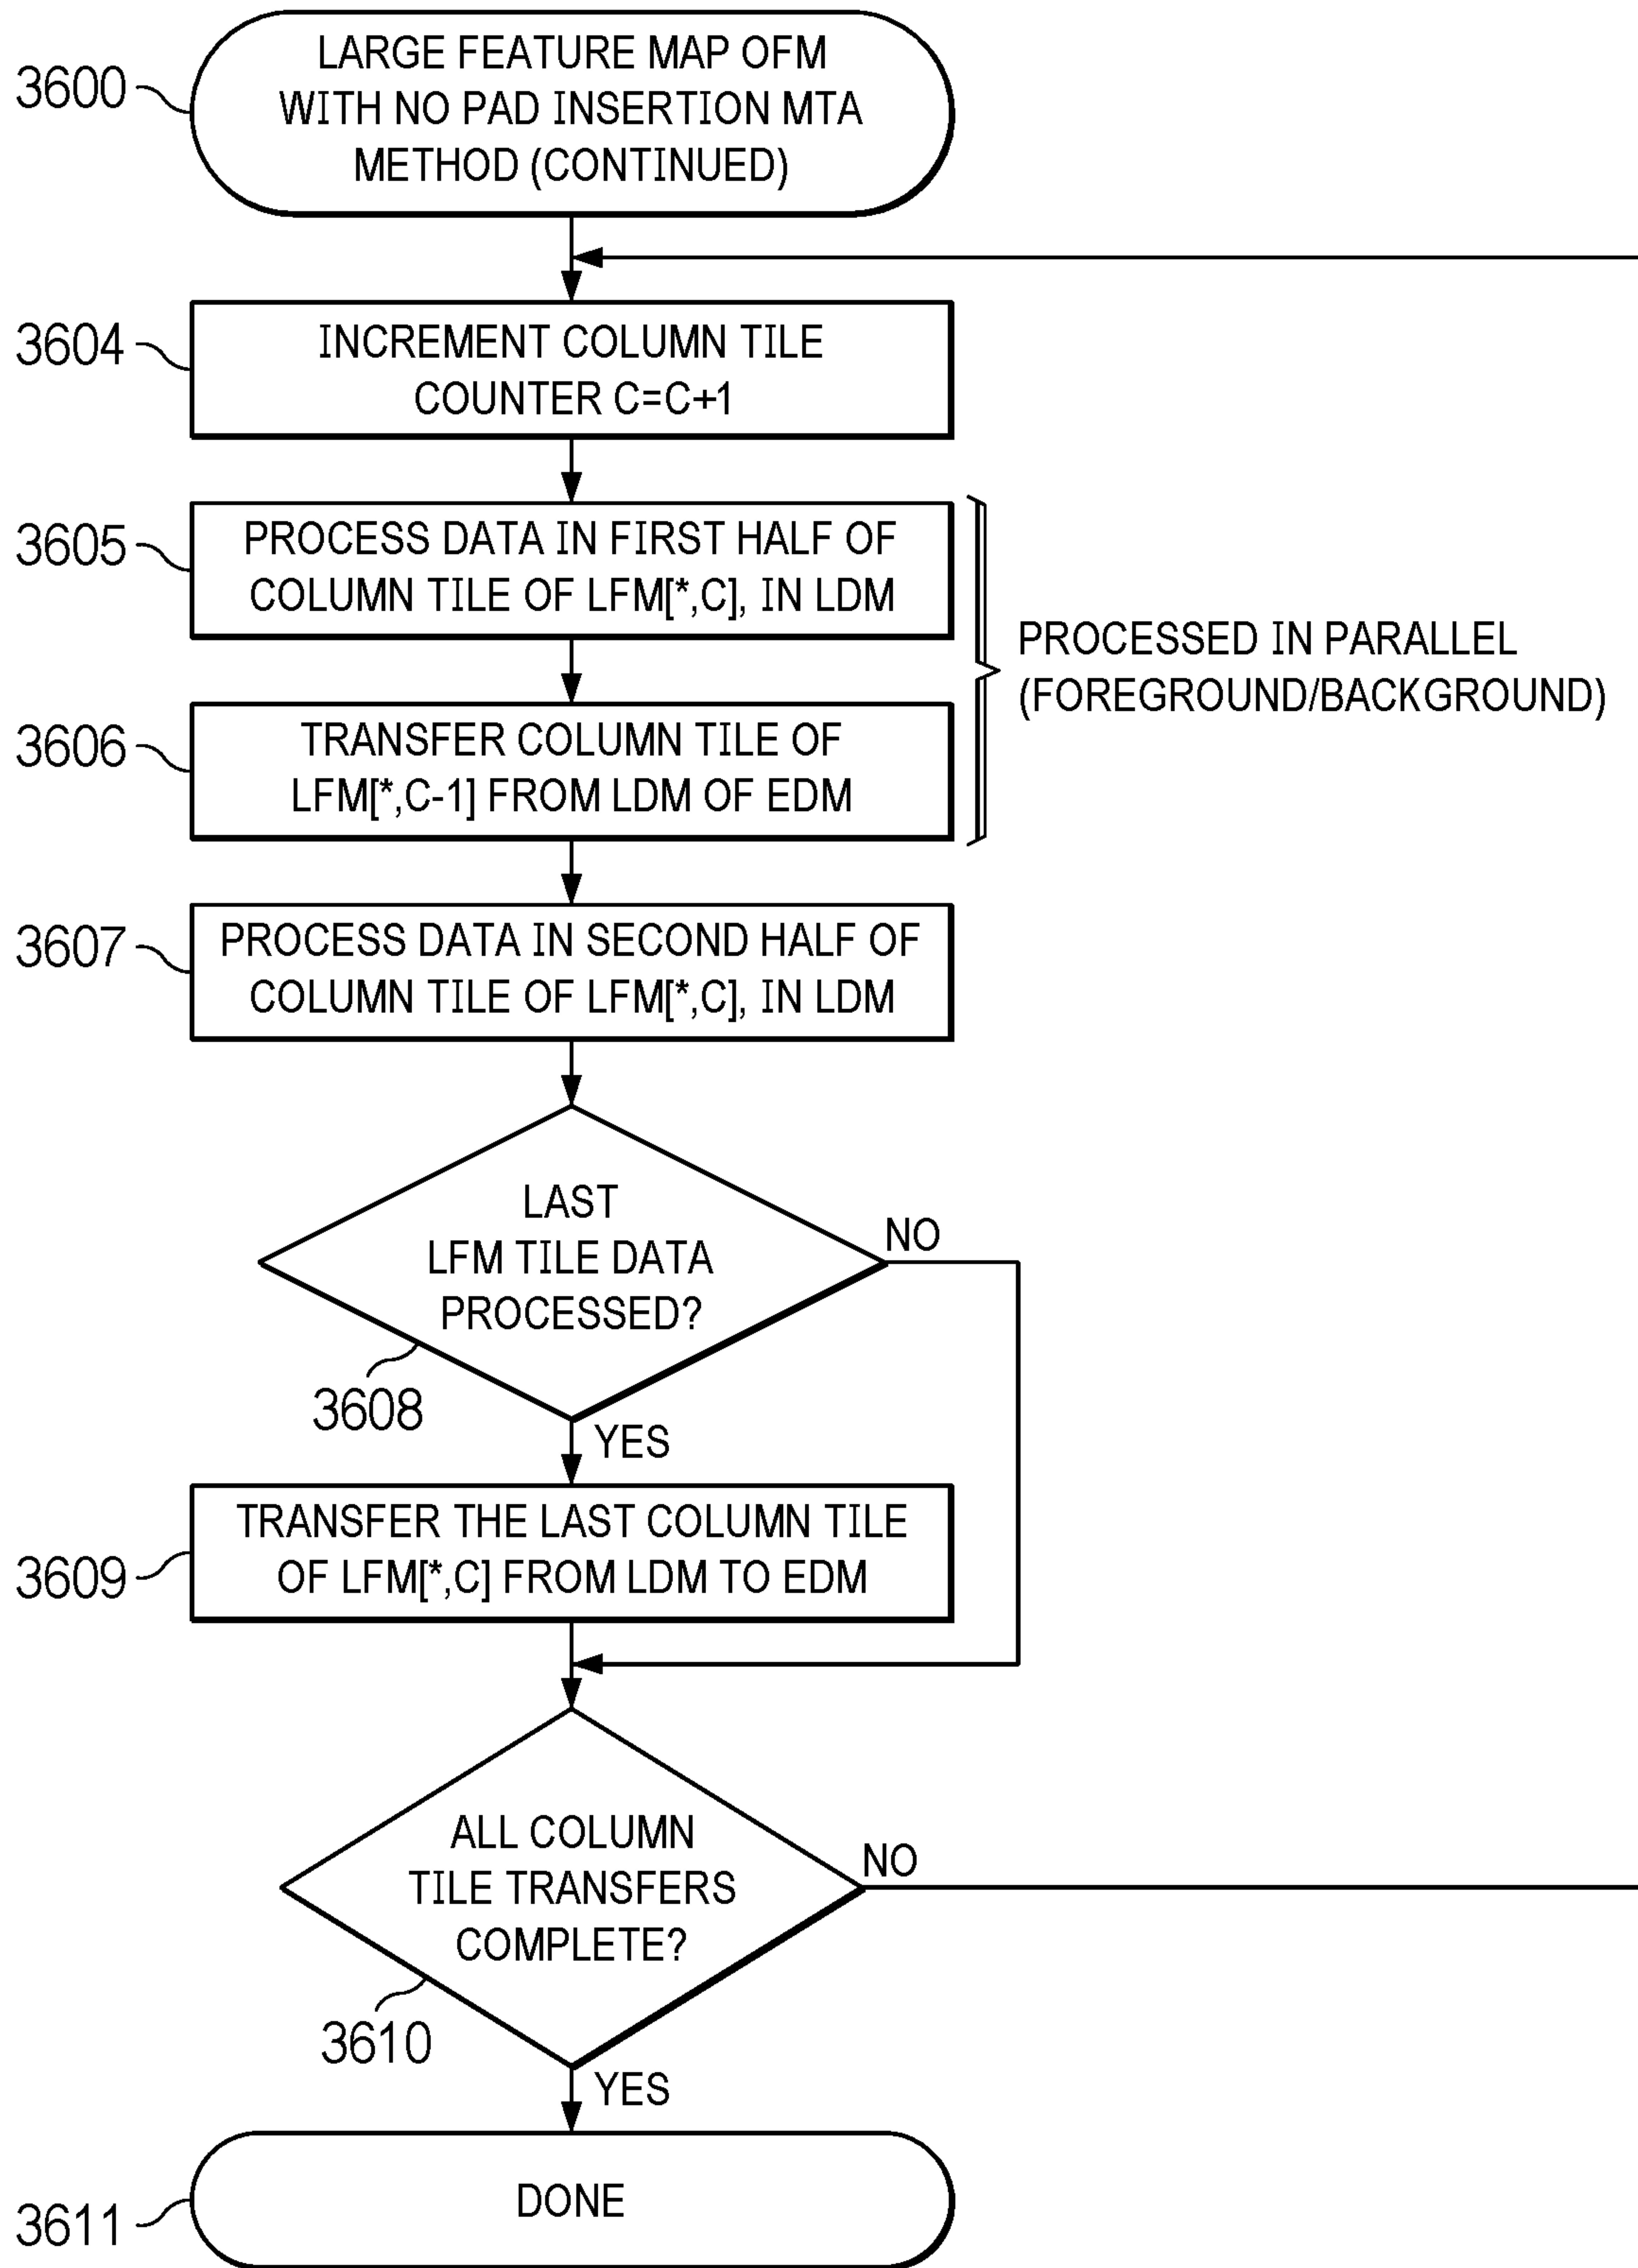 3600
LARGE FEATURE MAP OFM
WITH NO PAD INSERTION MTA
METHOD (CONTINUED)
3604
INCREMENT COLUMN TILE
COUNTER C=C+1
3605
PROCESS DATA IN FIRST HALF OF
COLUMN TILE OF LFM[*,C], IN LDM
PROCESSED IN PARALLEL
(FOREGROUND/BACKGROUND)
3606
TRANSFER COLUMN TILE OF
LFM[*,C-1] FROM LDM OF EDM
3607
PROCESS DATA IN SECOND HALF OF
COLUMN TILE OF LFM[*,C], IN LDM
LAST
LFM TILE DATA
PROCESSED?
NO
3608
YES
3609
TRANSFER THE LAST COLUMN TILE
OF LFM[*,C] FROM LDM TO EDM
ALL COLUMN
TILE TRANSFERS
COMPLETE?
NO
3610
YES
3611
DONE